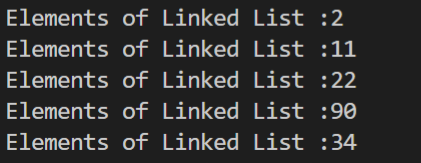 Elements of Linked List :2
Elements of Linked List :11
Elements of Linked List :22
Elements of Linked List :90
Elements of Linked List :34